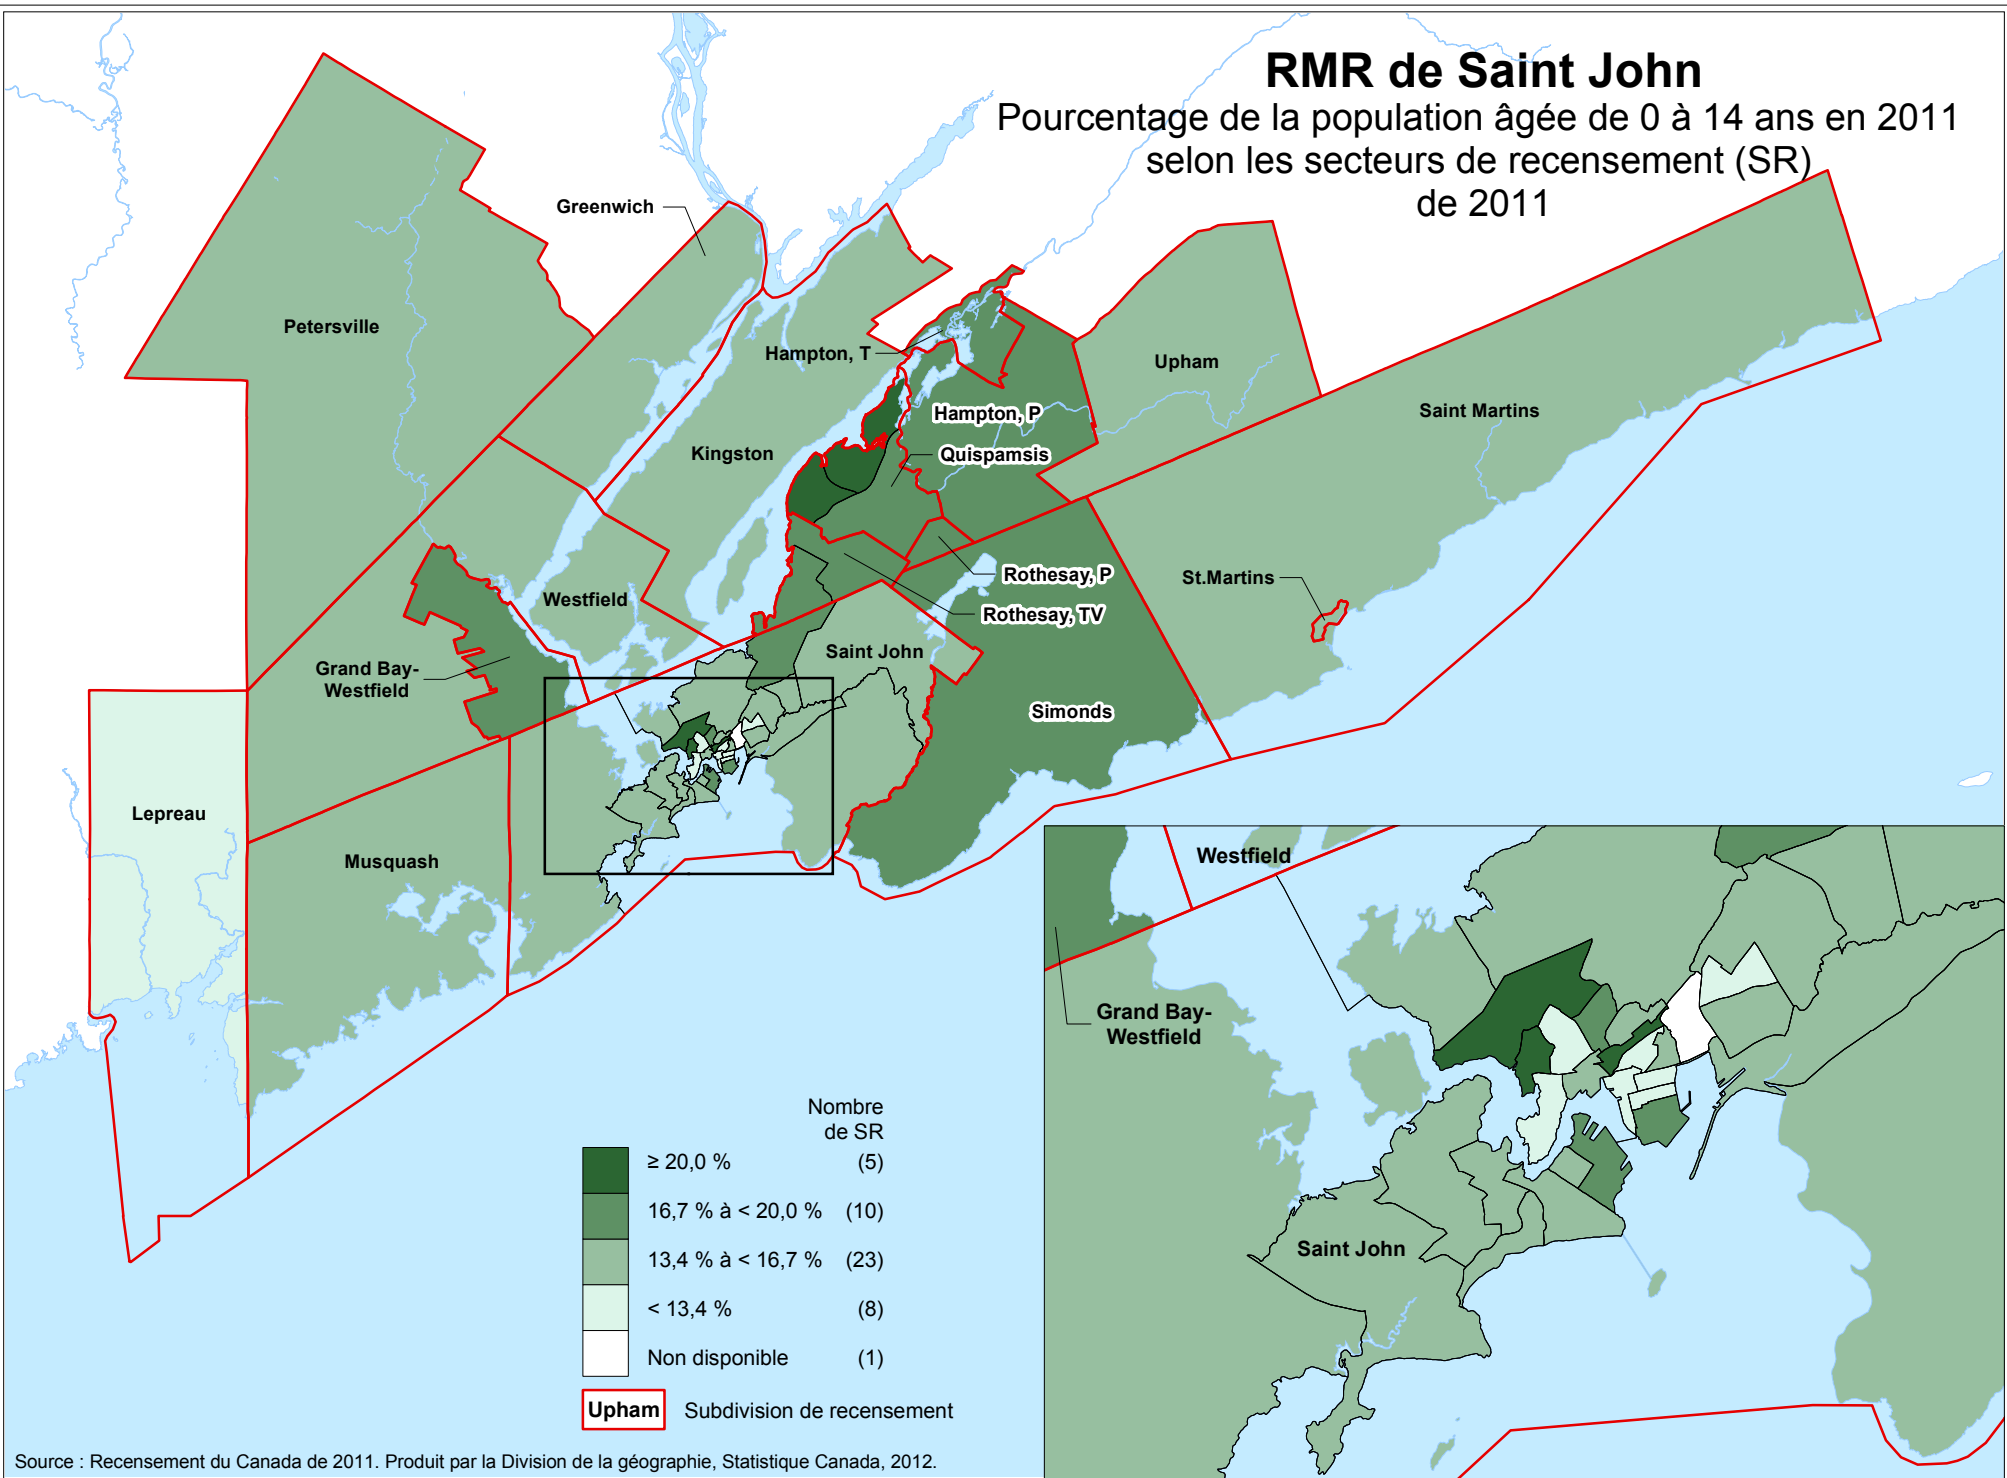 RMR de Saint John
Pourcentage de la population âgée de 0 à 14 ans en 2011
selon les secteurs de recensement (SR)
de 2011
Greenwich
Petersville
Hampton, T
Upham
Saint Martins
Hampton, P
Kingston
Quispamsis
Rothesay, P
St.Martins
Westfield
Rothesay, TV
Saint John
Grand Bay-
Westfield
Simonds
Lepreau
Musquash
Westfield
Grand Bay-
Westfield
Saint John
Nombre
de SR
≥ 20,0 % (5)
16,7 % à < 20,0 % (10)
13,4 % à < 16,7 % (23)
< 13,4 % (8)
Non disponible (1)
Upham Subdivision de recensement
Source : Recensement du Canada de 2011. Produit par la Division de la géographie, Statistique Canada, 2012.